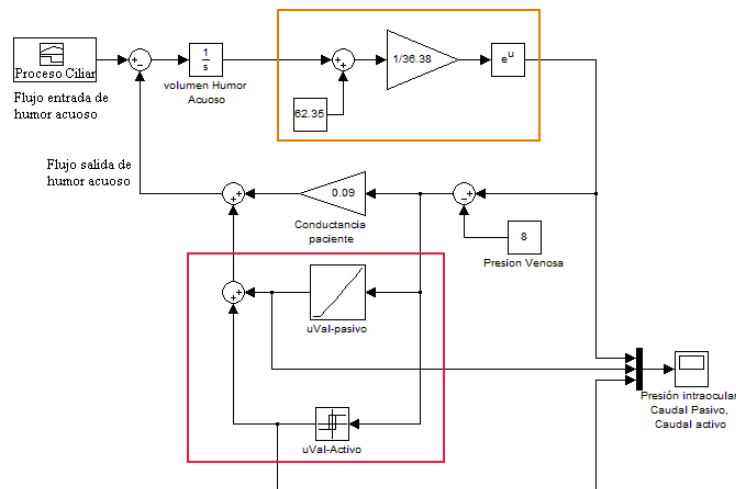 Proceso Ciliar
Flujo entrada de
humor acuoso
+
-
1
s
volumen Humor
Acuoso
+
+
62.35
1/36.38
e^u
Flujo salida de
humor acuoso
+
+
0.09
Conductancia
paciente
+
-
8
Presion Venosa
+
+
uVal-pasivo
uVal-Activo
Presión intraocular
Caudal Pasivo,
Caudal activo